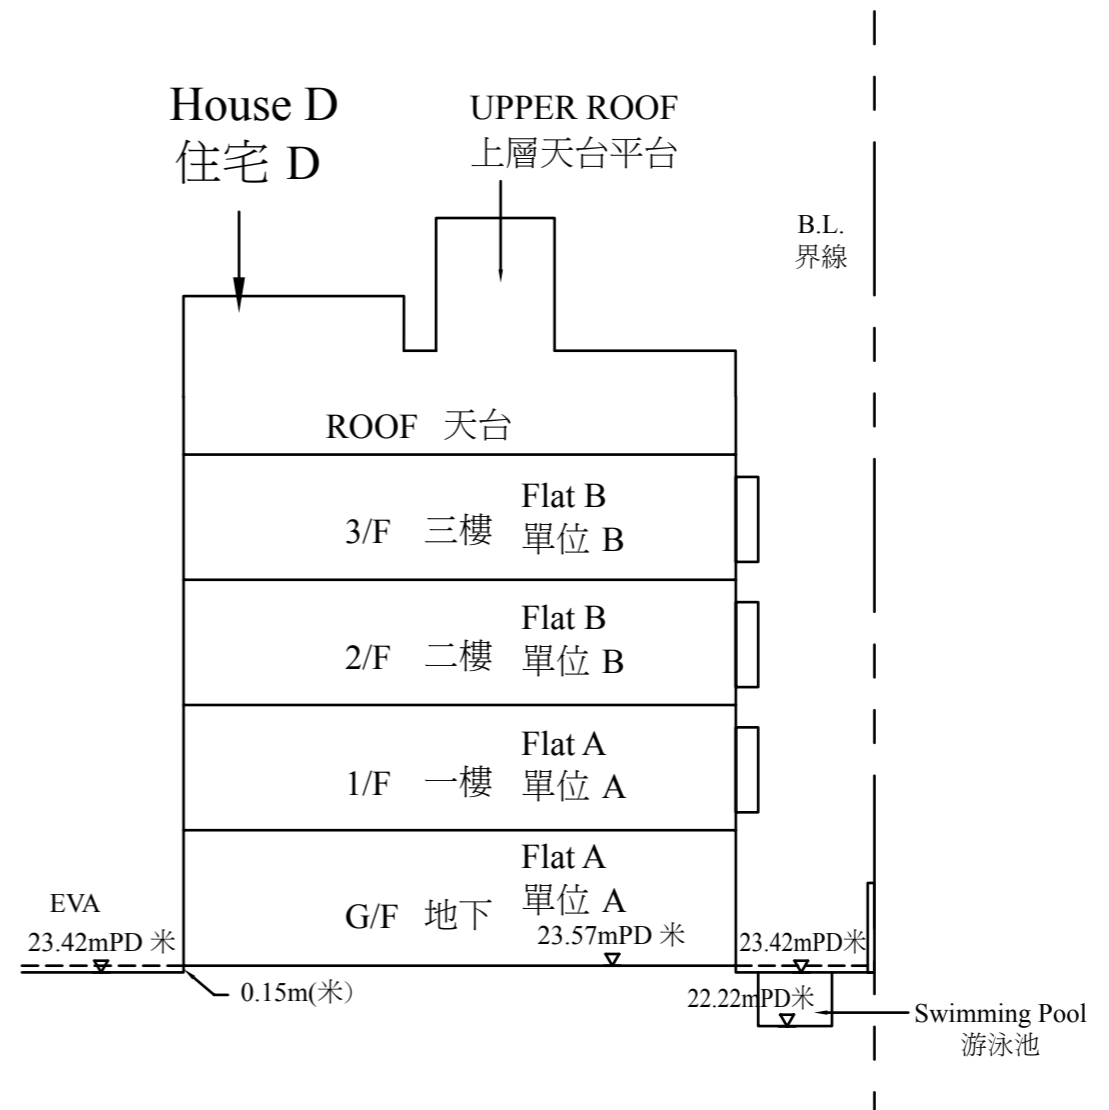 House D
住宅 D
UPPER ROOF
上層天台平台
B.L.
界線
ROOF 天台
Flat B
3/F 三樓 單位 B
Flat B
2/F 二樓 單位 B
Flat A
1/F 一樓 單位 A
Flat A
G/F 地下 單位 A
EVA
23.42mPD 米
23.57mPD 米
23.42mPD米
0.15m(米)
22.22mPD米
Swimming Pool
游泳池